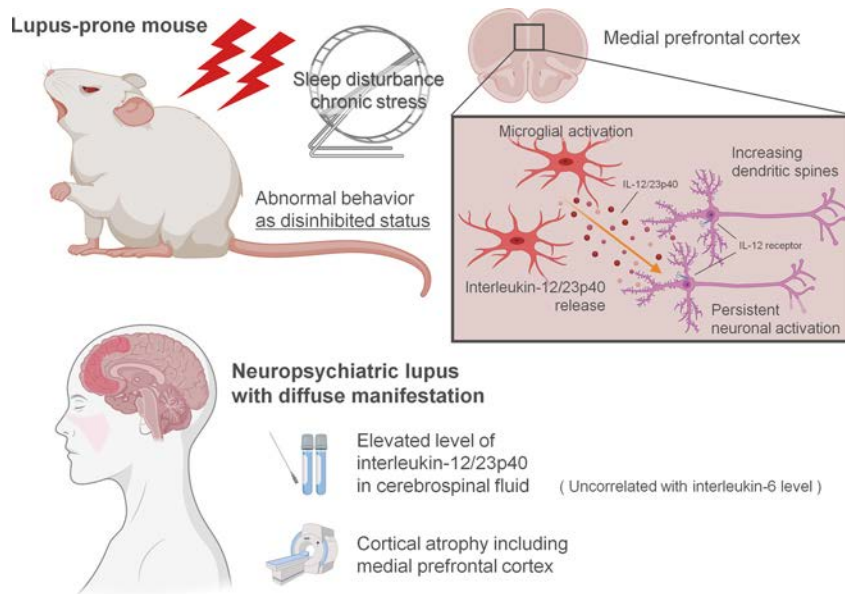 Lupus-prone mouse
Sleep disturbance
chronic stress
Abnormal behavior
as disinhibited status
Medial prefrontal cortex
Microglial activation
IL-12/23p40
Increasing
dendritic spines
IL-12 receptor
Interleukin-12/23p40
release
Persistent
neuronal activation
Neuropsychiatric lupus
with diffuse manifestation
Elevated level of
interleukin-12/23p40
in cerebrospinal fluid ( Uncorrelated with interleukin-6 level )
Cortical atrophy including
medial prefrontal cortex